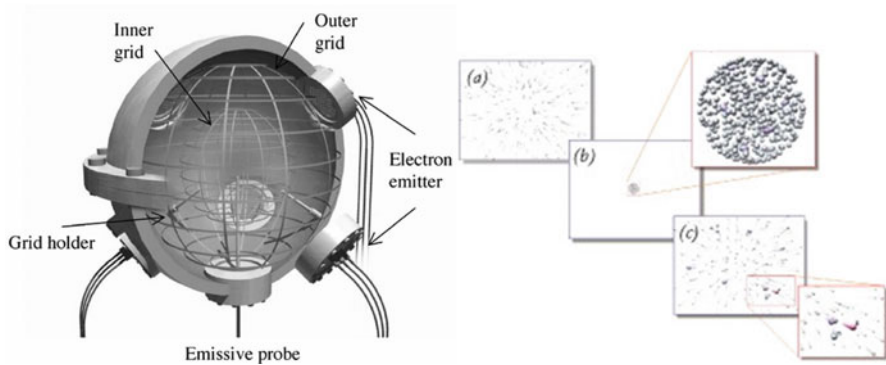 Inner
grid
Outer
grid
Electron
emitter
Grid holder
Emissive probe
(a)
(b)
(c)